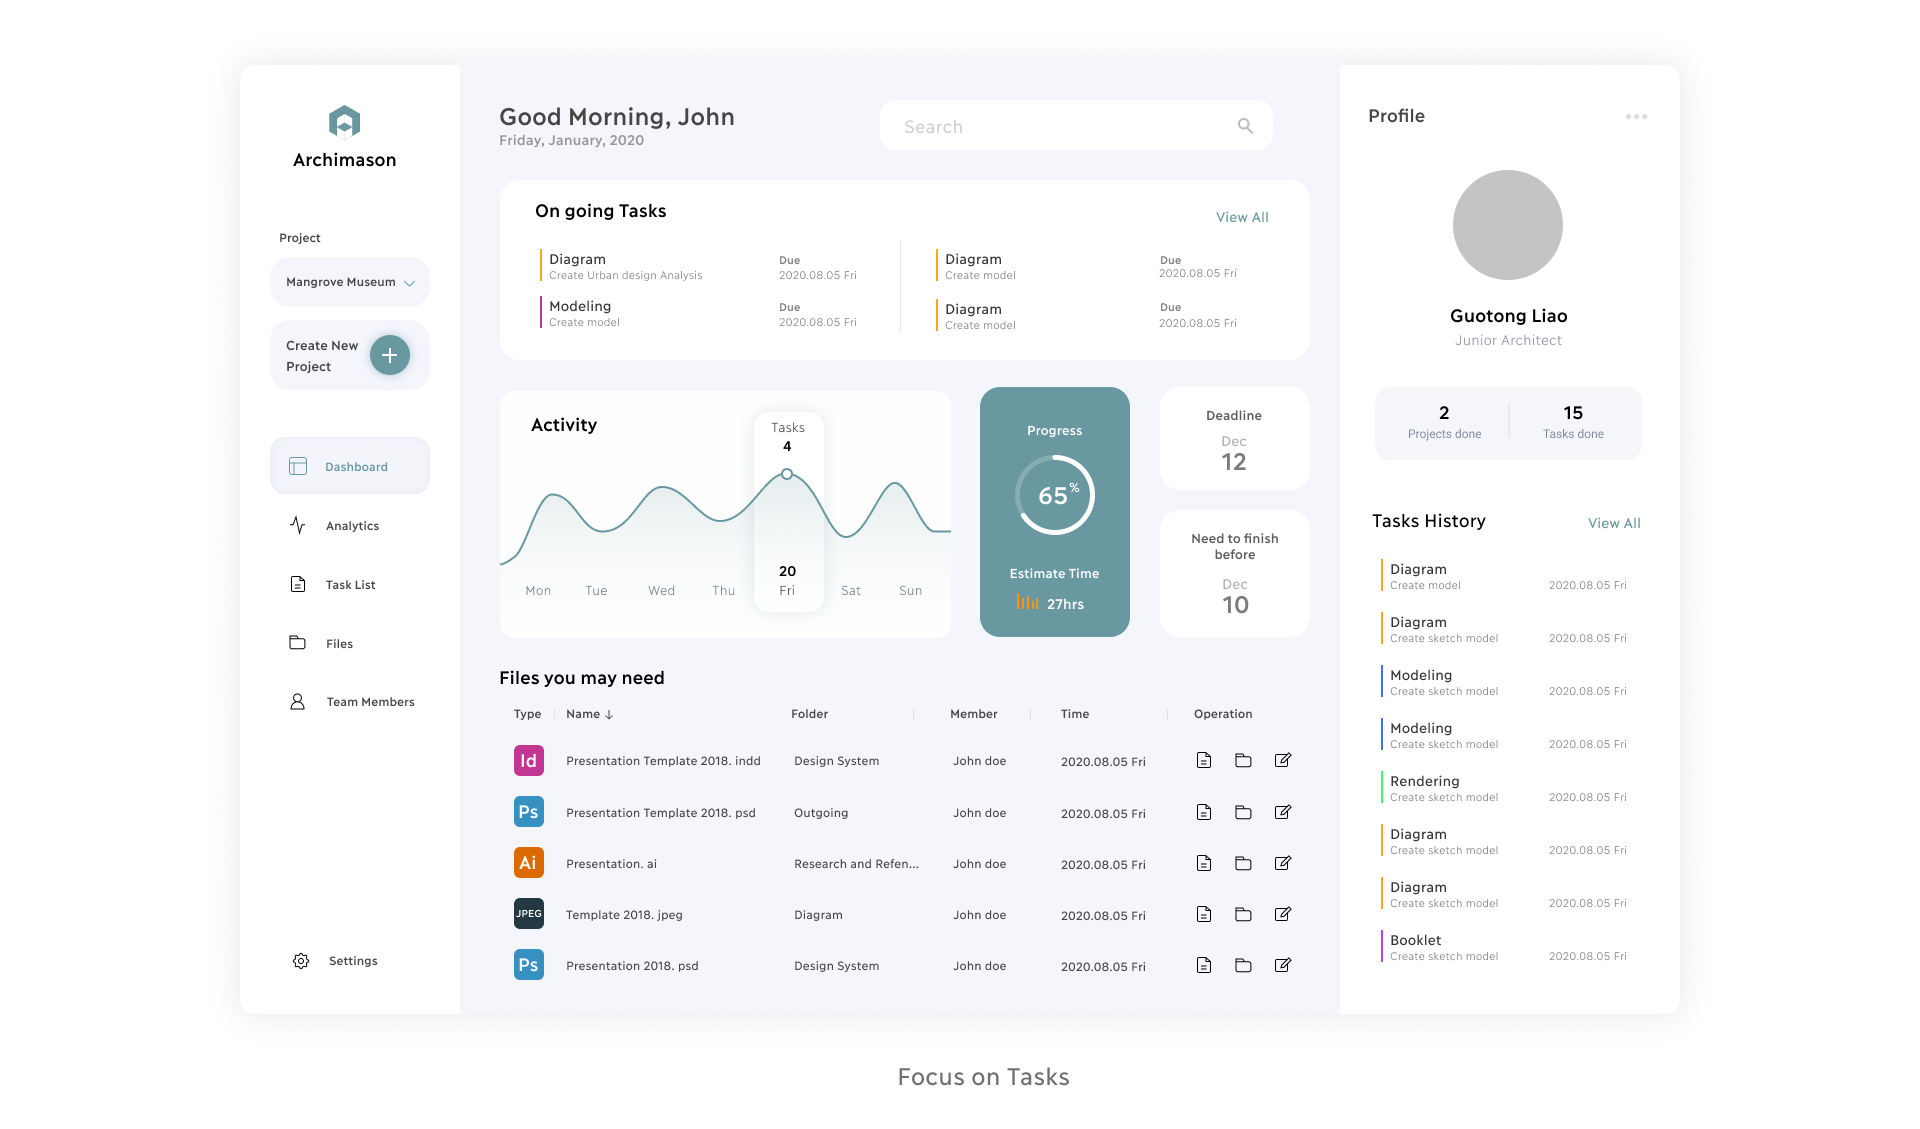 Archimason
Project
Mangrove Museum
Create New
Project
Dashboard
Analytics
Task List
Files
Team Members
Settings
Good Morning, John
Friday, January, 2020
Search
On going Tasks
View All
Diagram
Create Urban design Analysis
Due
2020.08.05 Fri
Modeling
Create model
Due
2020.08.05 Fri
Diagram
Create model
Due
2020.08.05 Fri
Diagram
Create model
Due
2020.08.05 Fri
Activity
Tasks
4
20
Mon Tue Wed Thu Fri Sat Sun
Progress
65%
Estimate Time
27hrs
Deadline
Dec
12
Need to finish
before
Dec
10
Files you may need
Type Name Folder Member Time Operation
Id Presentation Template 2018. indd Design System John doe 2020.08.05 Fri
Ps Presentation Template 2018. psd Outgoing John doe 2020.08.05 Fri
Ai Presentation. ai Research and Refen... John doe 2020.08.05 Fri
JPEG Template 2018. jpeg Diagram John doe 2020.08.05 Fri
Ps Presentation 2018. psd Design System John doe 2020.08.05 Fri
Profile
Guotong Liao
Junior Architect
2
Projects done
15
Tasks done
Tasks History
View All
Diagram
Create model 2020.08.05 Fri
Diagram
Create sketch model 2020.08.05 Fri
Modeling
Create sketch model 2020.08.05 Fri
Modeling
Create sketch model 2020.08.05 Fri
Rendering
Create sketch model 2020.08.05 Fri
Diagram
Create sketch model 2020.08.05 Fri
Diagram
Create sketch model 2020.08.05 Fri
Booklet
Create sketch model 2020.08.05 Fri
Focus on Tasks